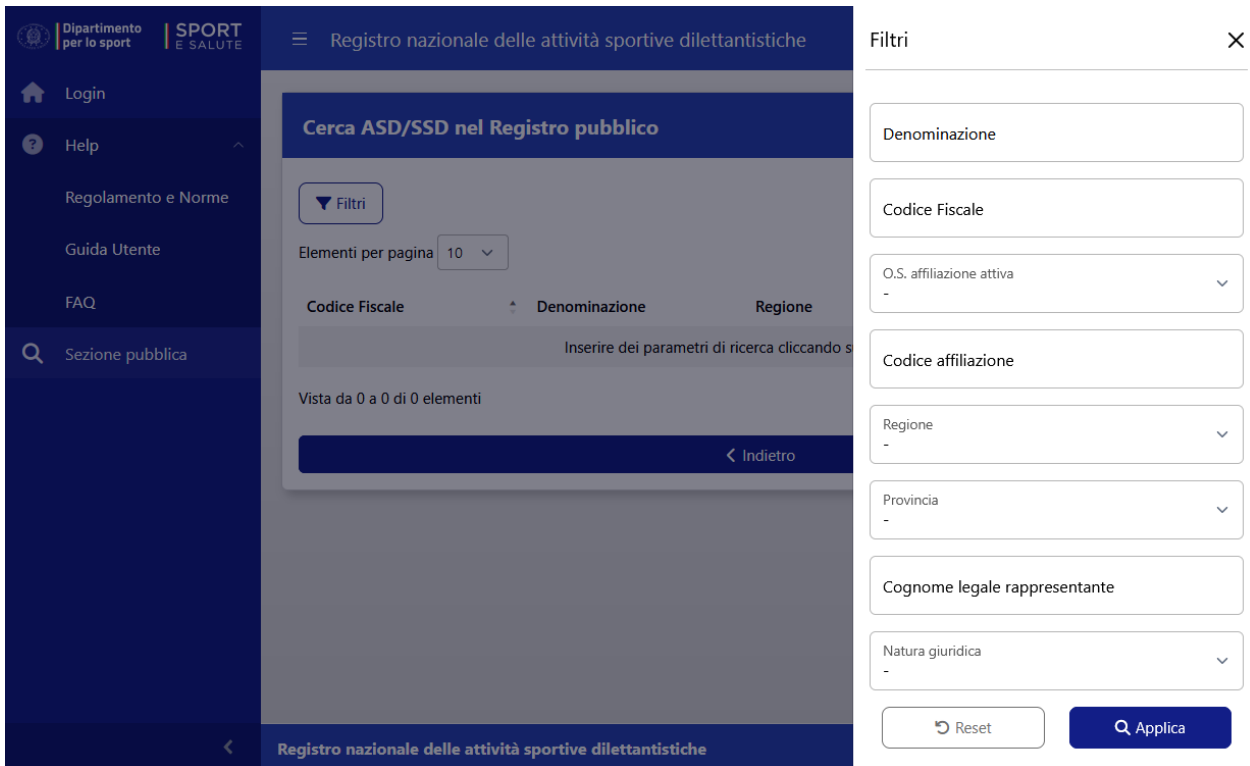 Dipartimento
per lo sport
SPORT
E SALUTE
Login
Help
Regolamento e Norme
Guida Utente
FAQ
Sezione pubblica
Registro nazionale delle attività sportive dilettantistiche
Cerca ASD/SSD nel Registro pubblico
Filtri
Elementi per pagina 10
Codice Fiscale Denominazione Regione
Inserire dei parametri di ricerca cliccando
Vista da 0 a 0 di 0 elementi
Indietro
Registro nazionale delle attività sportive dilettantistiche
Filtri
Denominazione
Codice Fiscale
O.S. affiliazione attiva
-
Codice affiliazione
Regione
-
Provincia
-
Cognome legale rappresentante
Natura giuridica
-
Reset Applica